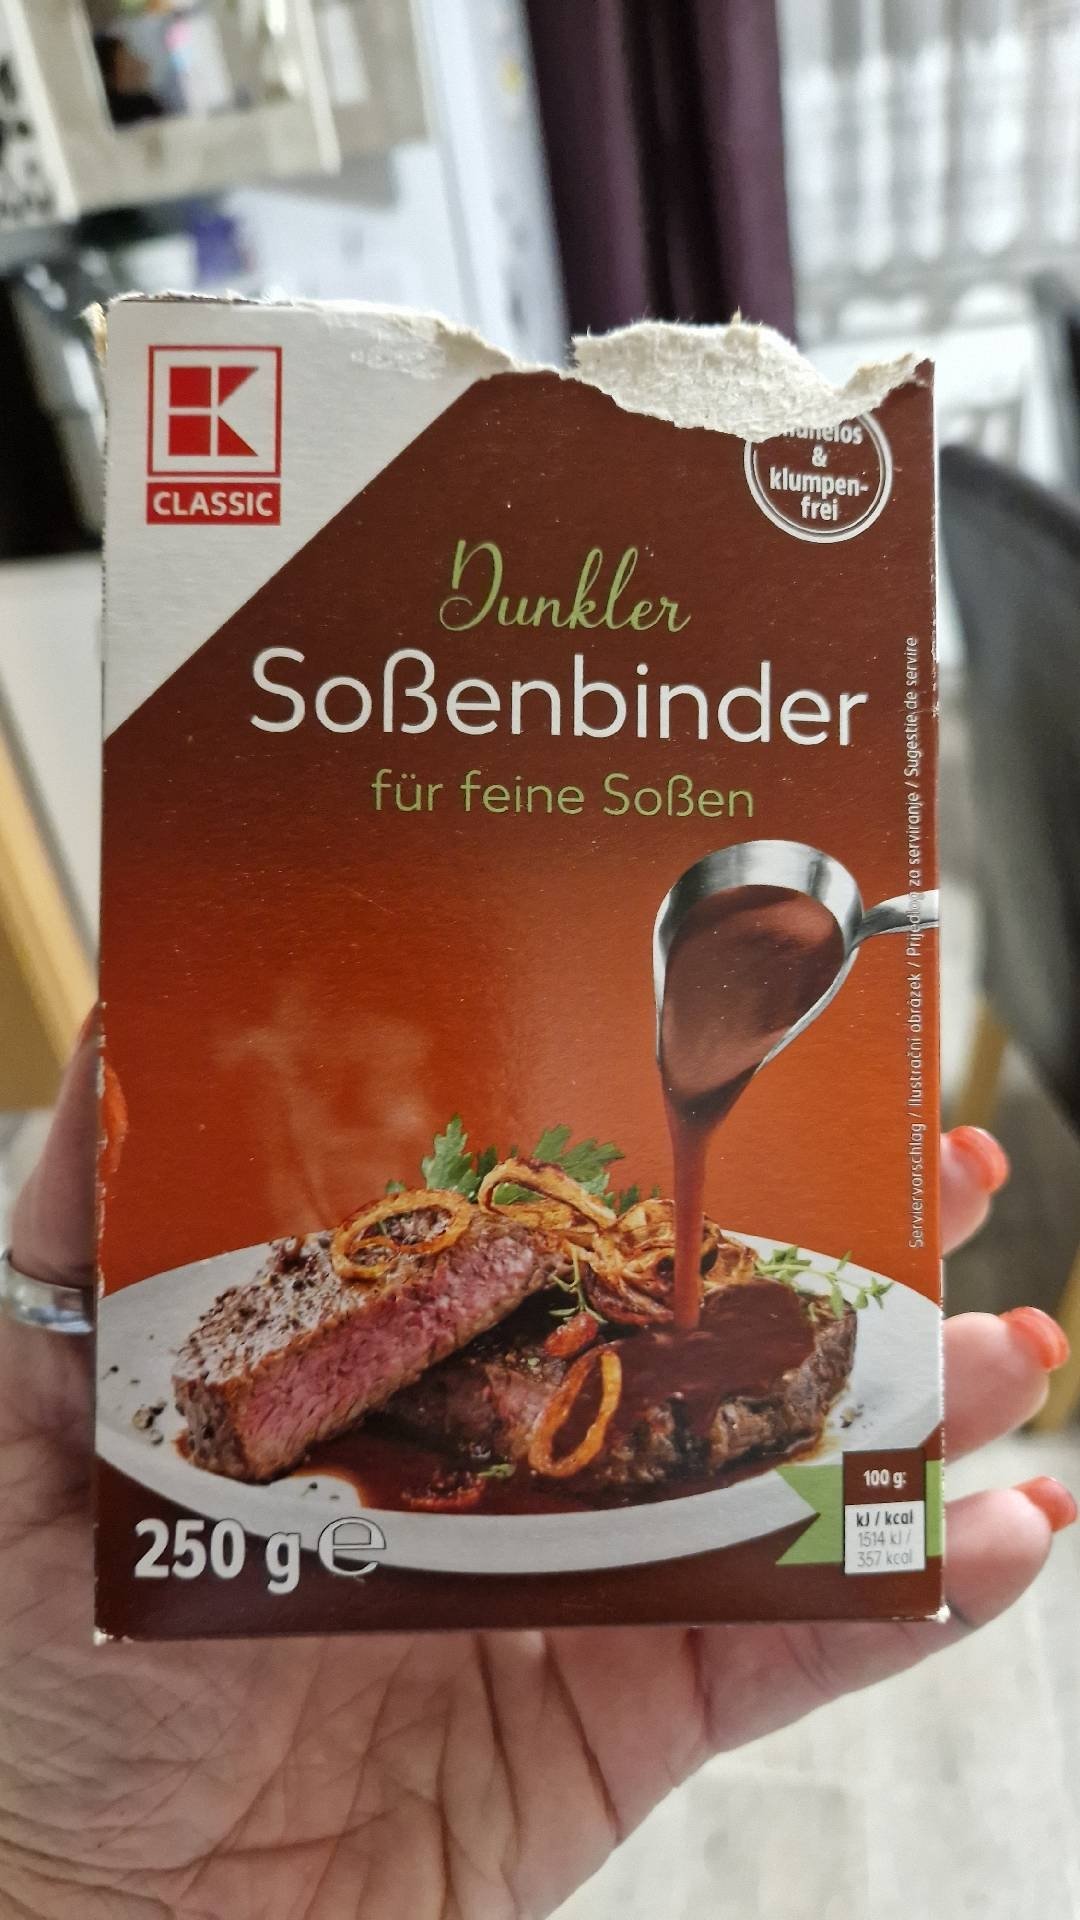 K
CLASSIC
&
klumpen-
frei
Dunkler
Soßenbinder
für feine Soßen
Serviervorschlag / Ilustrační obrázek / Prijedlog za serviranje / Sugestie de servire
100 g:
kJ / kcal
1514 kJ /
357 kcal
250 g ℮